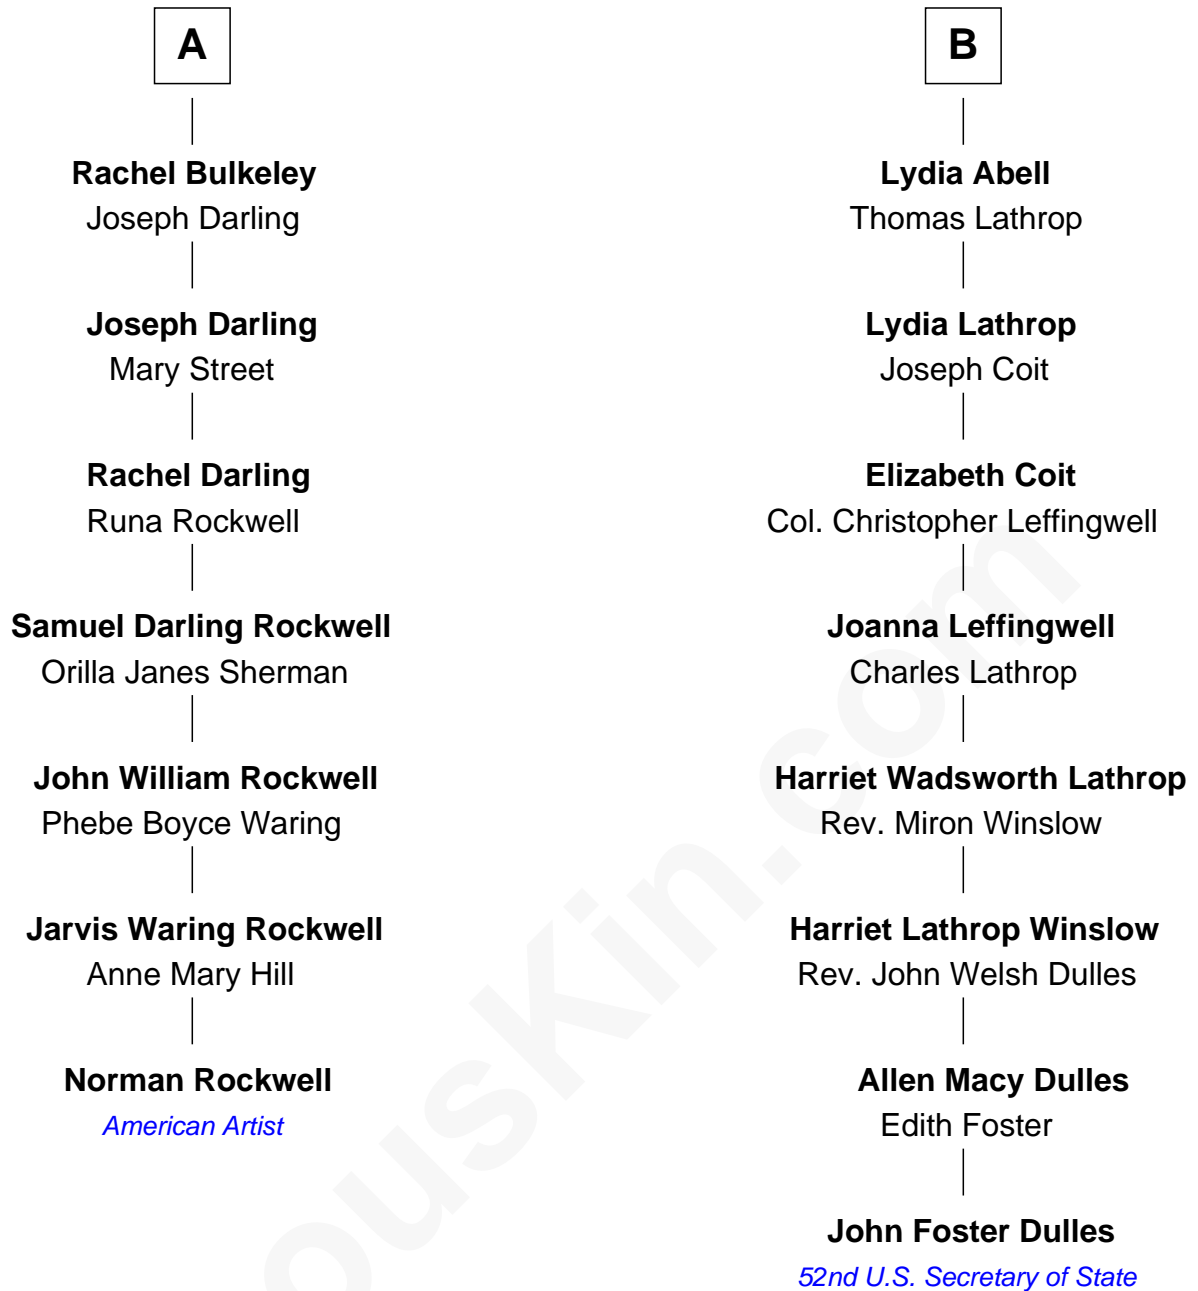 A
Rachel Bulkeley
Joseph Darling
Joseph Darling
Mary Street
Rachel Darling
Runa Rockwell
Samuel Darling Rockwell
Orilla Janes Sherman
John William Rockwell
Phebe Boyce Waring
Jarvis Waring Rockwell
Anne Mary Hill
Norman Rockwell
American Artist
B
Lydia Abell
Thomas Lathrop
Lydia Lathrop
Joseph Coit
Elizabeth Coit
Col. Christopher Leffingwell
Joanna Leffingwell
Charles Lathrop
Harriet Wadsworth Lathrop
Rev. Miron Winslow
Harriet Lathrop Winslow
Rev. John Welsh Dulles
Allen Macy Dulles
Edith Foster
John Foster Dulles
52nd U.S. Secretary of State
ousKin.com